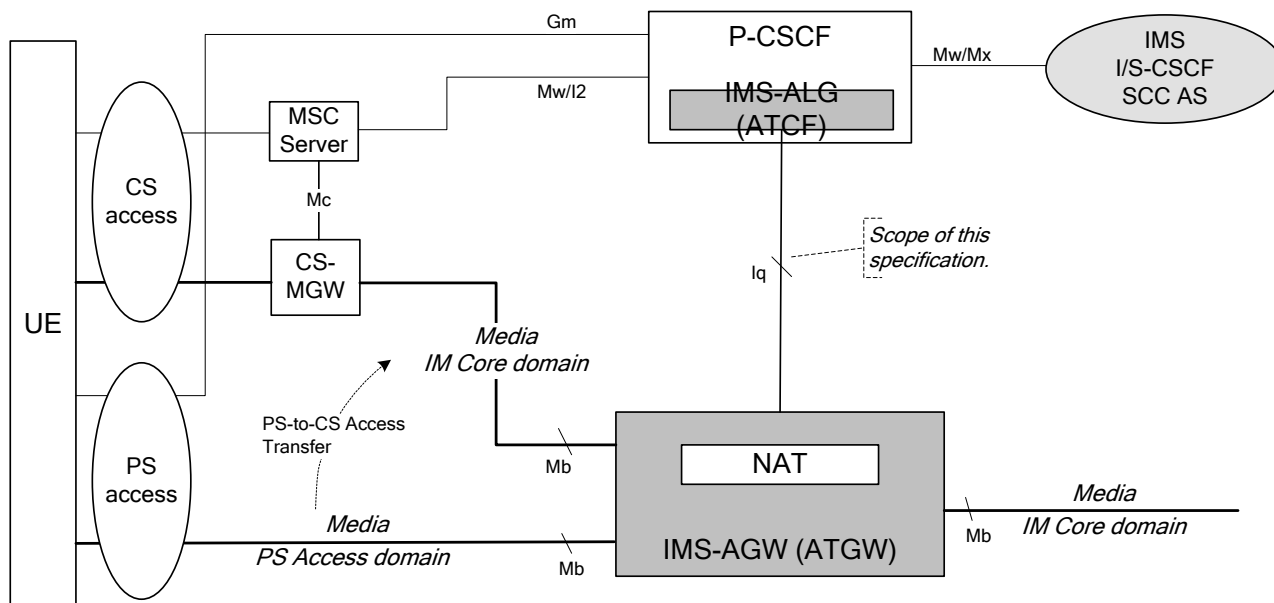 Gm
P-CSCF
IMS-ALG
(ATCF)
Mw/Mx
IMS
I/S-CSCF
SCC AS
Mw/I2
MSC
Server
CS
access
Mc
CS-
MGW
Scope of this
specification.
Iq
UE
Media
IM Core domain
PS-to-CS Access
Transfer
PS
access
Mb
NAT
Media
PS Access domain
Mb
IMS-AGW (ATGW)
Media
IM Core domain
Mb